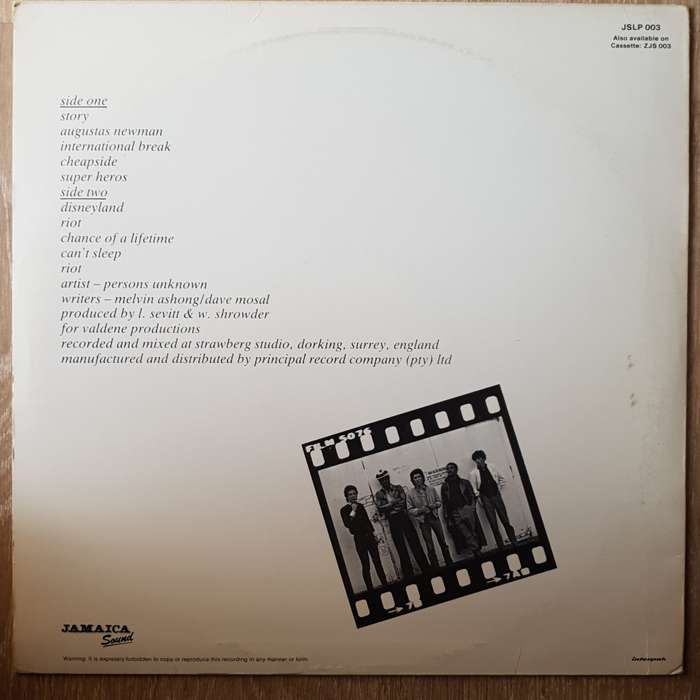 JSLP 003
Also available on
Cassette: ZJS 003
side one
story
augustas newman
international break
cheapside
super heros
side two
disneyland
riot
chance of a lifetime
can't sleep
riot
artist – persons unknown
writers – melvin ashong/dave mosal
produced by l. sevitt & w. shrowder
for valdene productions
recorded and mixed at strawberg studio, dorking, surrey, england
manufactured and distributed by principal record company (pty) ltd
FILM 5076
JAMAICA
Sound
Warning: It is expressly forbidden to copy or reproduce this recording in any manner or form.